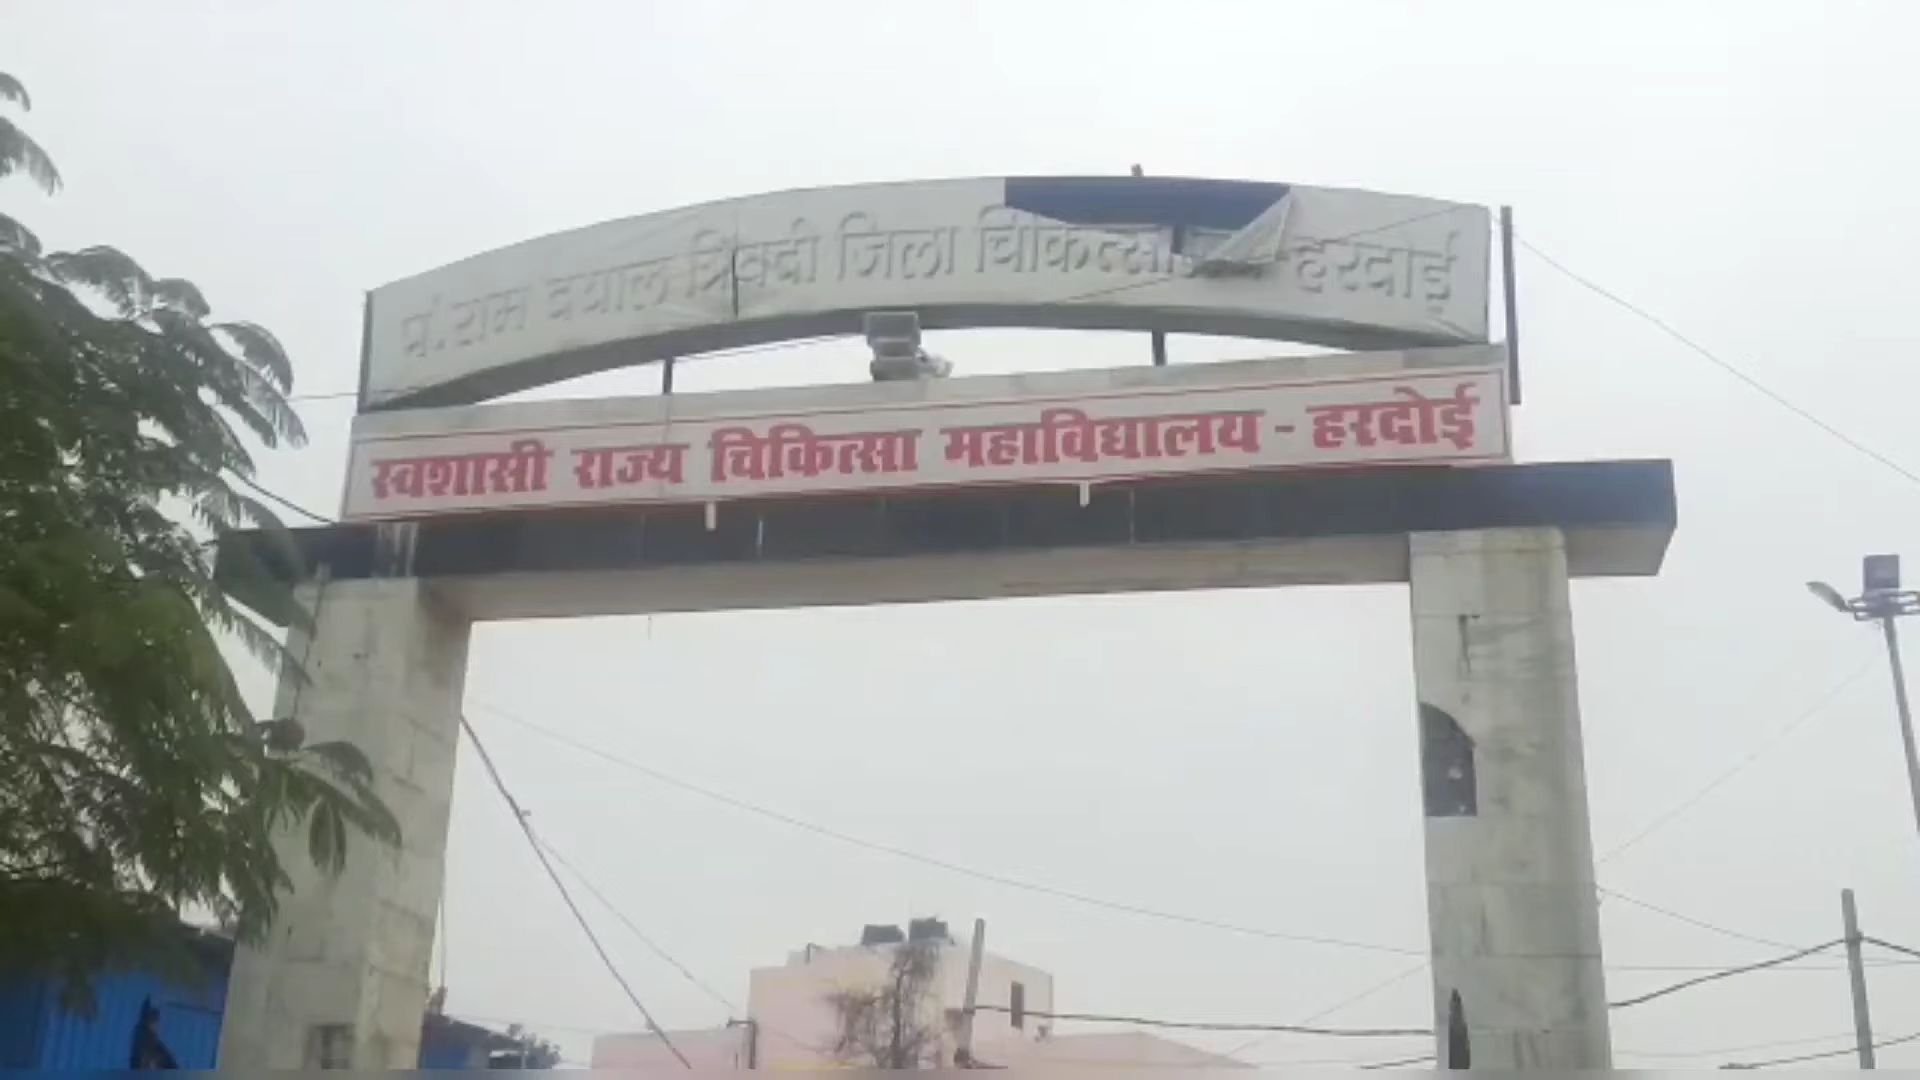 पं. राम दयाल त्रिवेदी जिला हरदोई
स्वशासी राज्य चिकित्सा महाविद्यालय - हरदोई